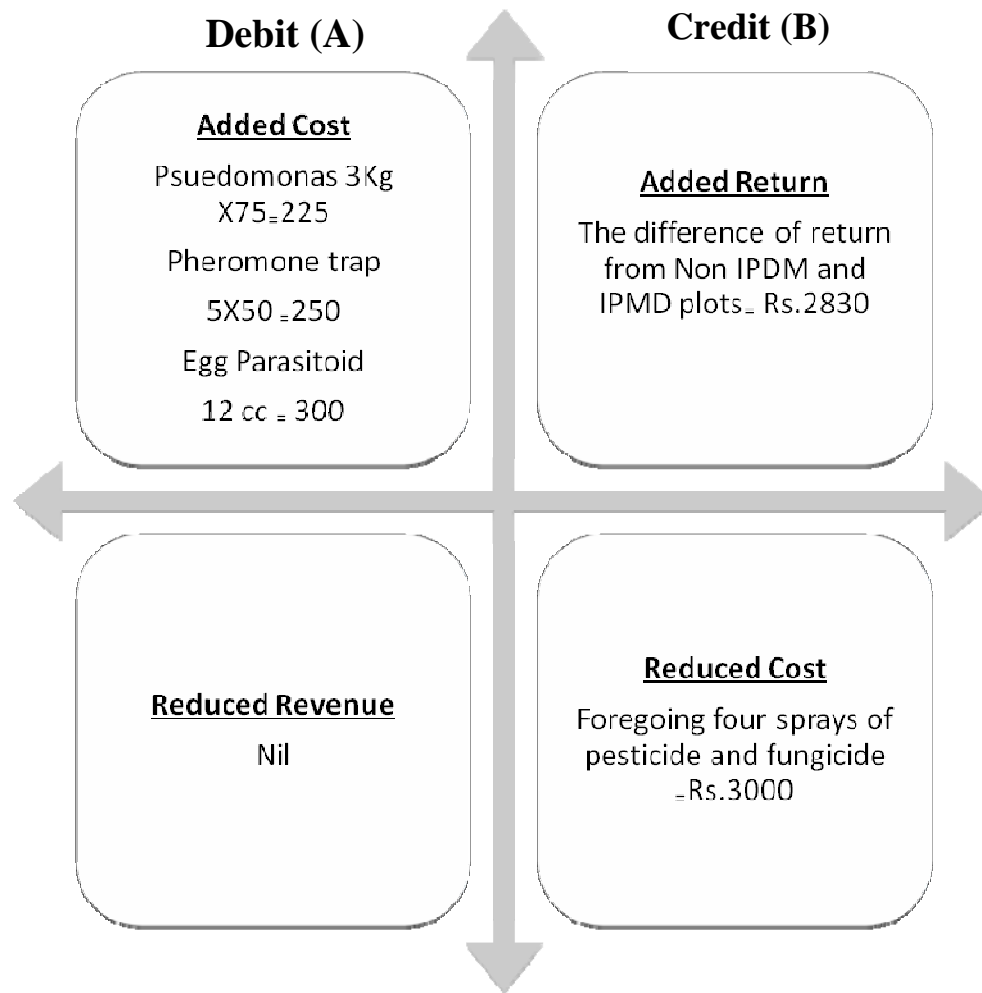 Debit (A)
Credit (B)
Added Cost
Psuedomonas 3Kg
X75=225
Pheromone trap
5X50 =250
Egg Parasitoid
12 cc = 300
Added Return
The difference of return
from Non IPDM and
IPMD plots= Rs.2830
Reduced Revenue
Nil
Reduced Cost
Foregoing four sprays of
pesticide and fungicide
=Rs.3000